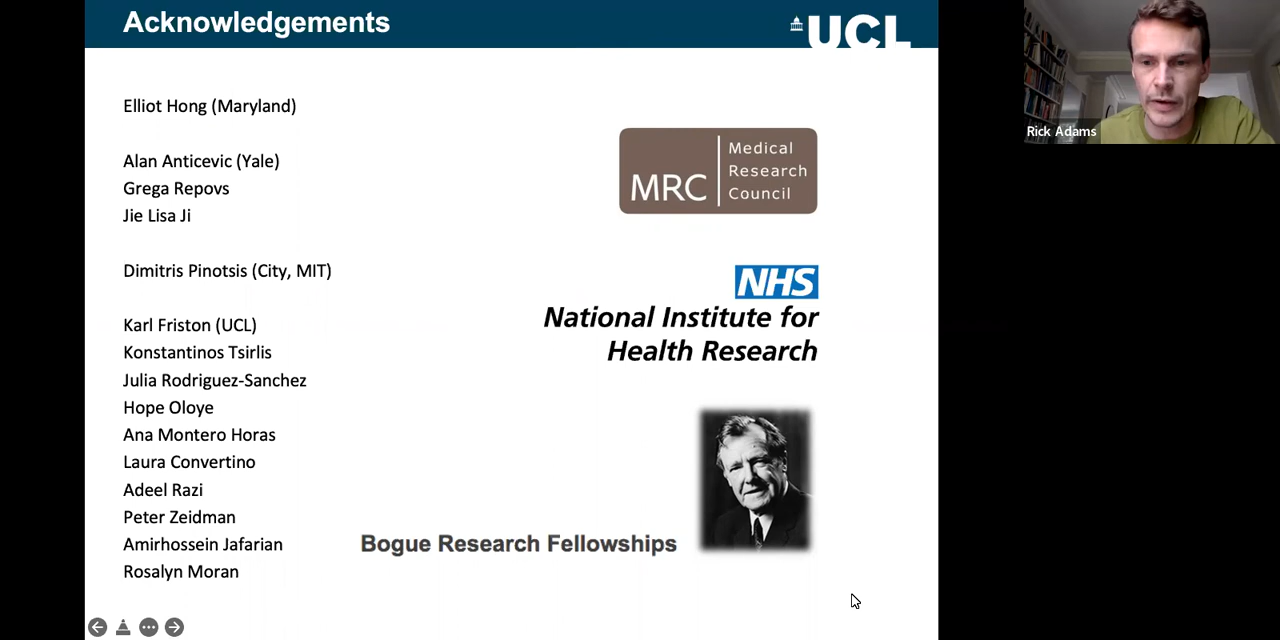 Acknowledgements
UCL
Elliot Hong (Maryland)
Alan Anticevic (Yale)
Grega Repovs
Jie Lisa Ji
Dimitris Pinotsis (City, MIT)
Karl Friston (UCL)
Konstantinos Tsirlis
Julia Rodriguez-Sanchez
Hope Oloye
Ana Montero Horas
Laura Convertino
Adeel Razi
Peter Zeidman
Amirhossein Jafarian
Rosalyn Moran
MRC
Medical
Research
Council
NHS
National Institute for
Health Research
Bogue Research Fellowships
Rick Adams